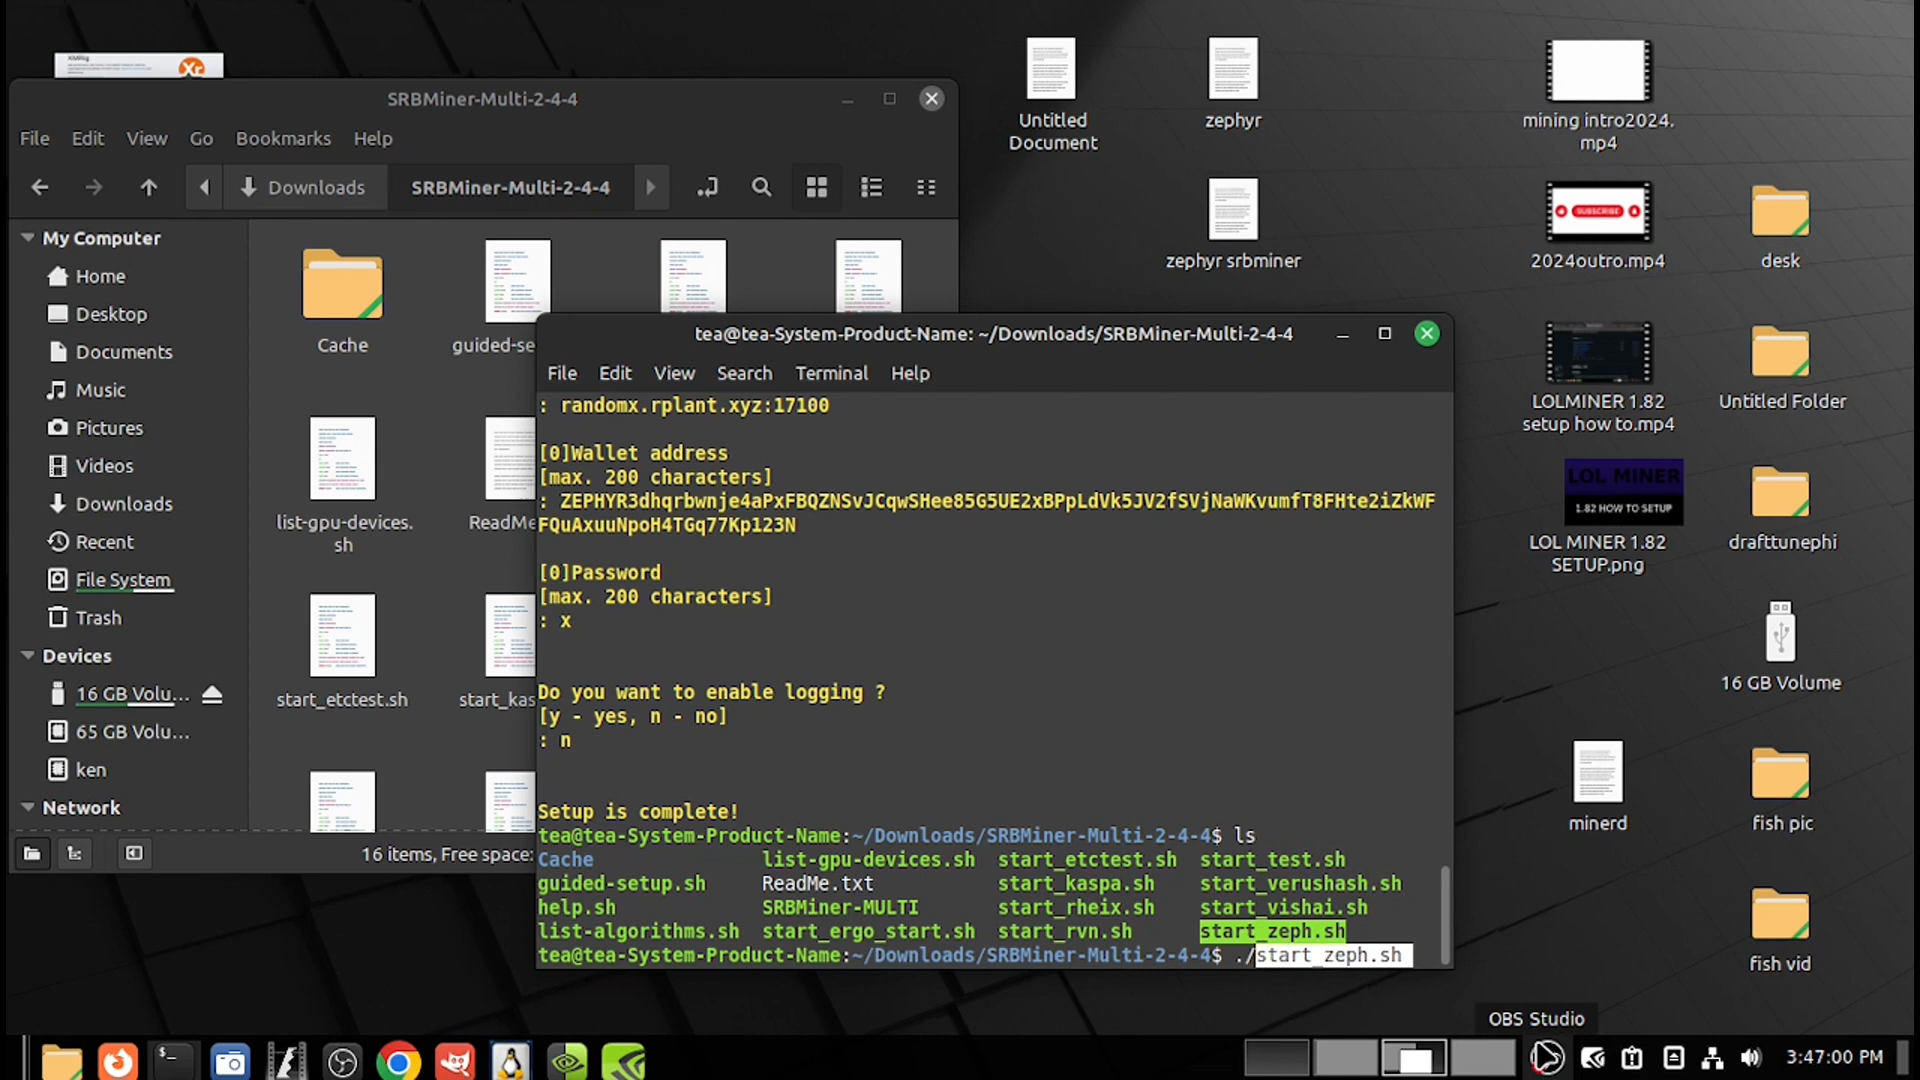 XMRig
Xr
SRBMiner-Multi-2-4-4
File Edit View Go Bookmarks Help
Downloads SRBMiner-Multi-2-4-4
My Computer
Home
Desktop
Documents
Music
Pictures
Videos
Downloads
Recent
File System
Trash
Devices
16 GB Volu...
65 GB Volu...
ken
Network
Cache
guided-se
list-gpu-devices.
sh
ReadMe
start_etctest.sh
start_kas
16 items, Free space:
tea@tea-System-Product-Name: ~/Downloads/SRBMiner-Multi-2-4-4
File Edit View Search Terminal Help
: randomx.rplant.xyz:17100
[0]Wallet address
[max. 200 characters]
: ZEPHYR3dhqrbwnje4aPxFBQZNSvJCqwSHee85G5UE2xBPpLdVk5JV2fSVjNaWKvumfT8FHte2iZkWF
FQuAxuuNpoH4TGq77Kp123N
[0]Password
[max. 200 characters]
: x
Do you want to enable logging ?
[y - yes, n - no]
: n
Setup is complete!
tea@tea-System-Product-Name:~/Downloads/SRBMiner-Multi-2-4-4$ ls
Cache list-gpu-devices.sh start_etctest.sh start_test.sh
guided-setup.sh ReadMe.txt start_kaspa.sh start_verushash.sh
help.sh SRBMiner-MULTI start_rheix.sh start_vishai.sh
list-algorithms.sh start_ergo_start.sh start_rvn.sh start_zeph.sh
tea@tea-System-Product-Name:~/Downloads/SRBMiner-Multi-2-4-4$ ./start_zeph.sh
Untitled
Document
zephyr
zephyr srbminer
mining intro2024.
mp4
SUBSCRIBE
2024outro.mp4
desk
LOLMINER 1.82
setup how to.mp4
Untitled Folder
LOL MINER
1.82 HOW TO SETUP
LOL MINER 1.82
SETUP.png
drafttunephi
16 GB Volume
minerd
fish pic
fish vid
OBS Studio
3:47:00 PM